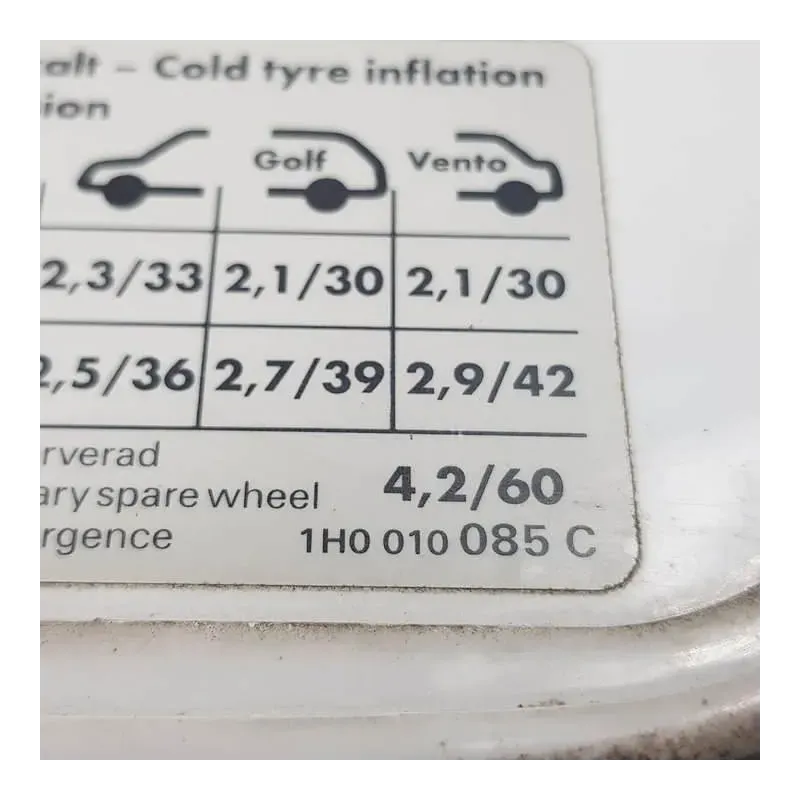 alt – Cold tyre inflation
ion
Golf Vento
2,3/33 2,1/30 2,1/30
2,5/36 2,7/39 2,9/42
rverad
ary spare wheel 4,2/60
rgence 1H0 010 085 C